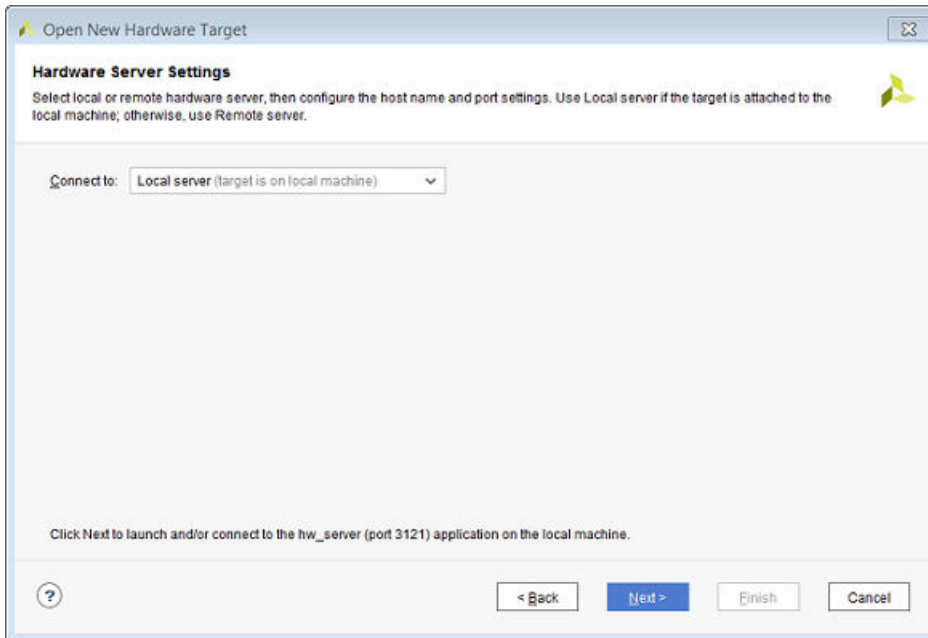 Open New Hardware Target
Hardware Server Settings
Select local or remote hardware server, then configure the host name and port settings. Use Local server if the target is attached to the
local machine; otherwise, use Remote server.
Connect to: Local server (target is on local machine)
Click Next to launch and/or connect to the hw_server (port 3121) application on the local machine.
? < Back Next > Finish Cancel